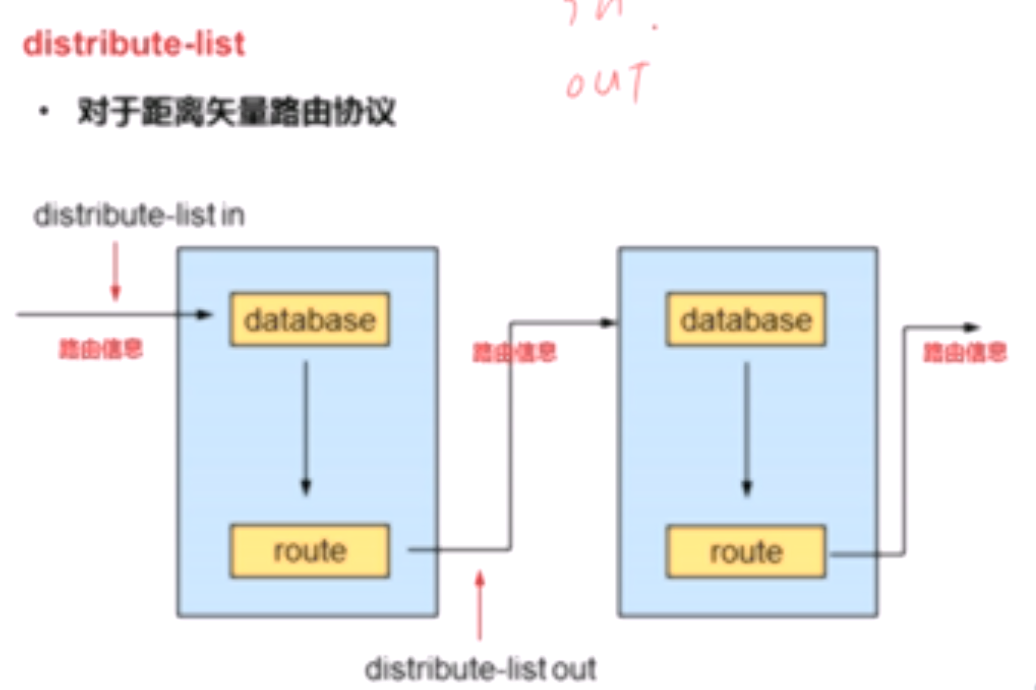 distribute-list
in.
out
• 对于距离矢量路由协议
distribute-list in
database
database
路由信息
路由信息
路由信息
route
route
distribute-list out